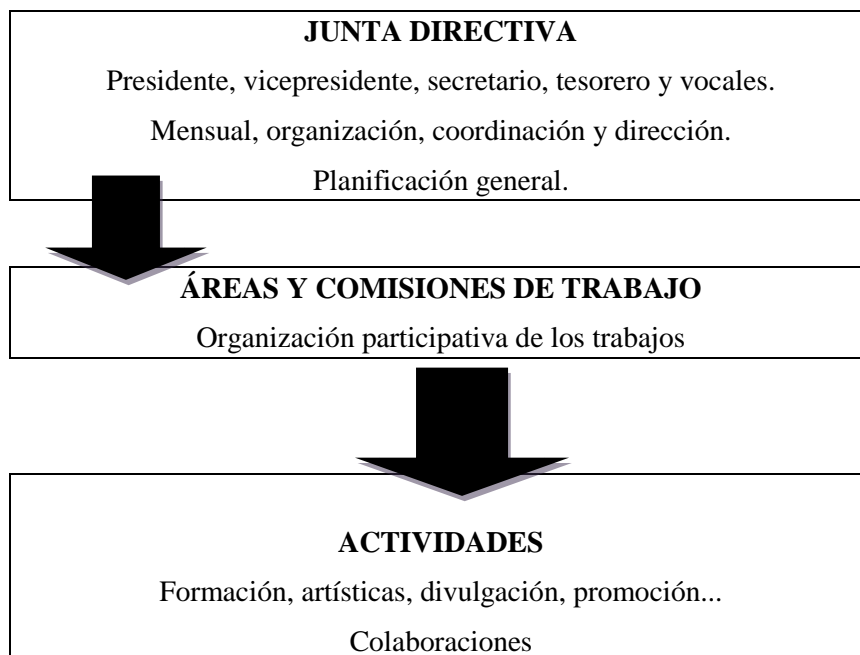 JUNTA DIRECTIVA
Presidente, vicepresidente, secretario, tesorero y vocales.
Mensual, organización, coordinación y dirección.
Planificación general.
ÁREAS Y COMISIONES DE TRABAJO
Organización participativa de los trabajos
ACTIVIDADES
Formación, artísticas, divulgación, promoción...
Colaboraciones